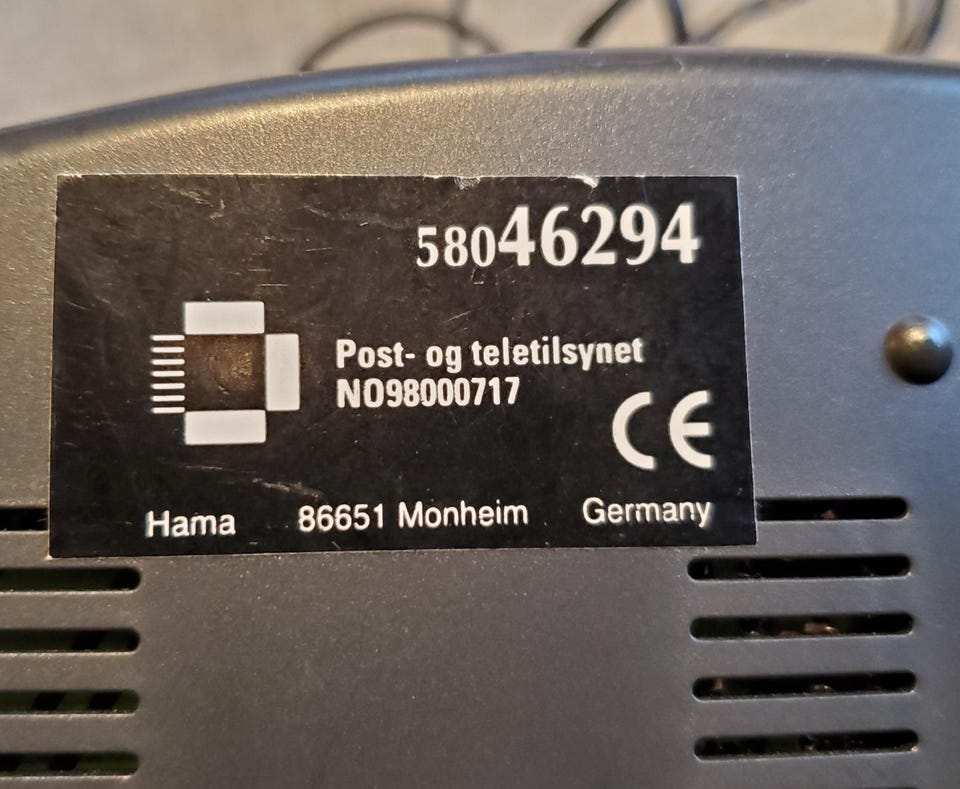 58046294
Post- og teletilsynet
NO98000717
CE
Hama 86651 Monheim Germany